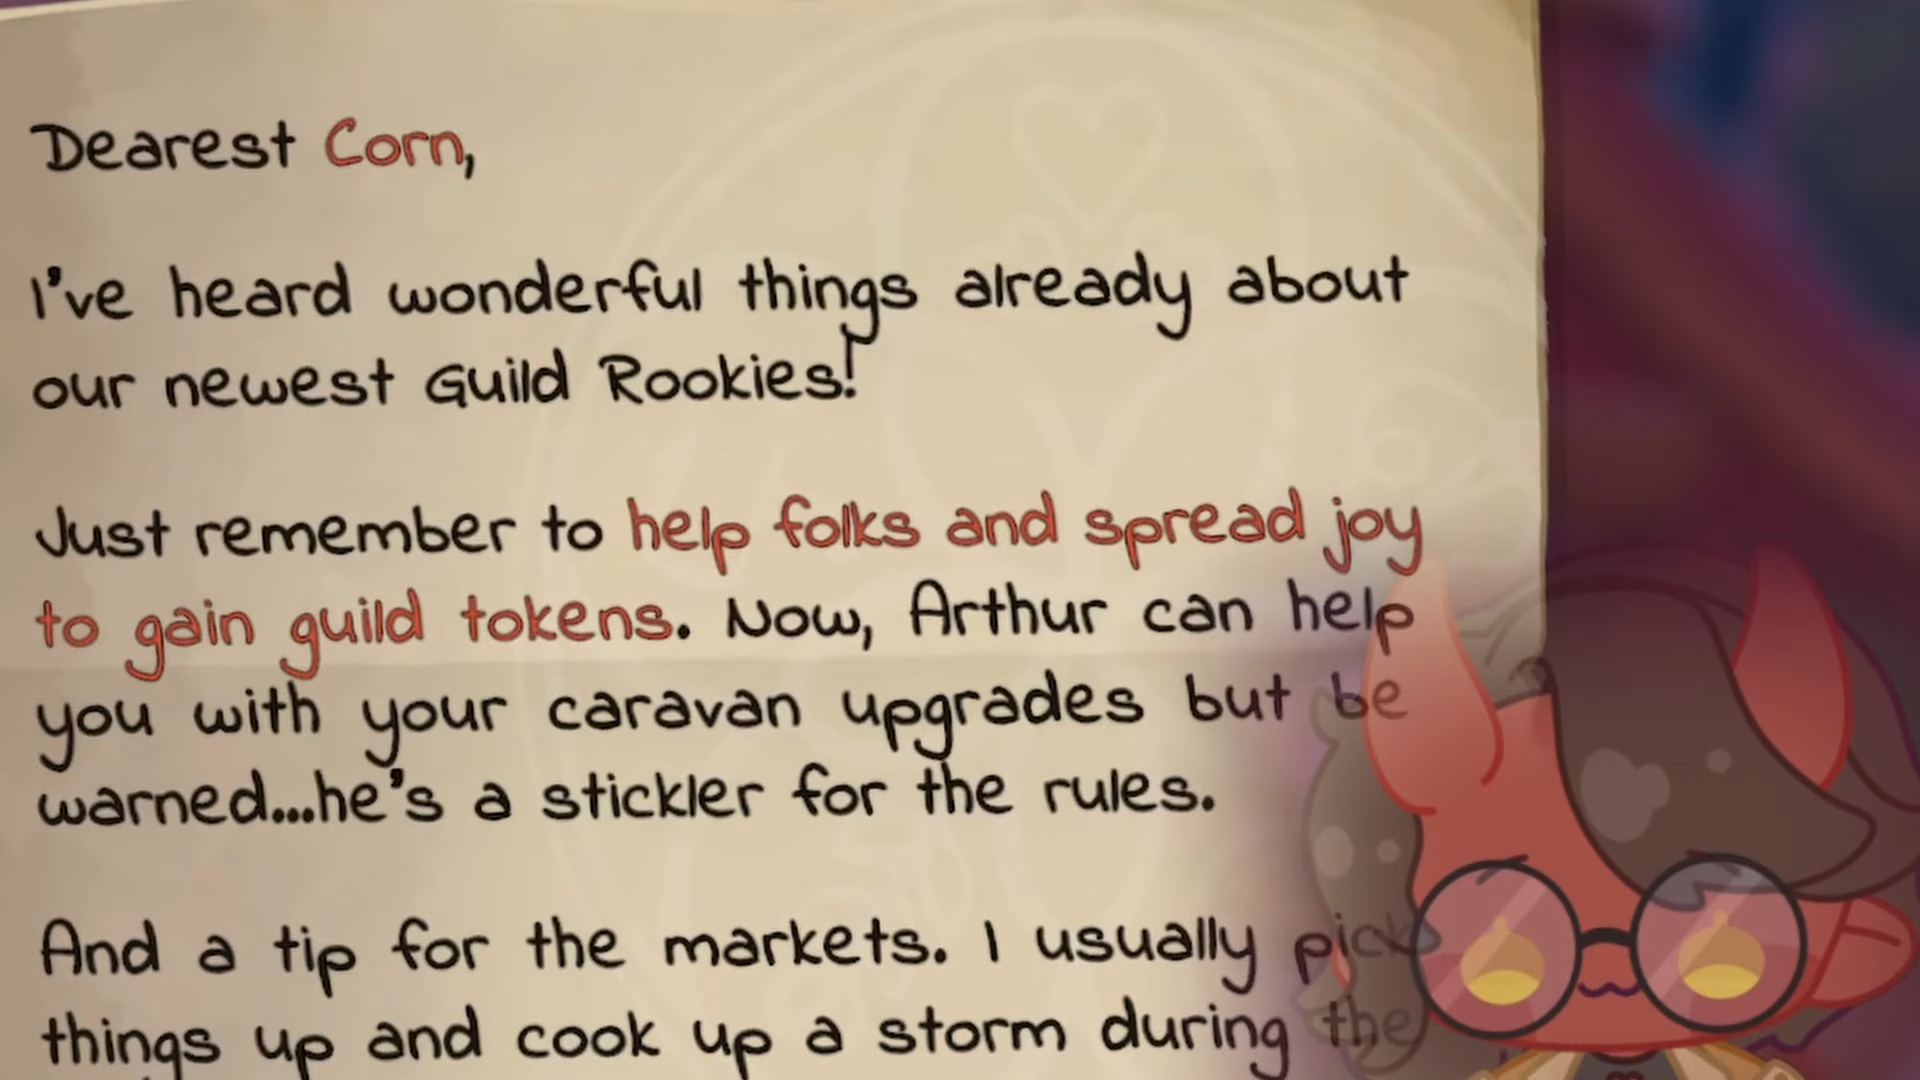 Dearest Corn,
I've heard wonderful things already about
our newest Guild Rookies!
Just remember to help folks and spread joy
to gain guild tokens. Now, Arthur can help
you with your caravan upgrades but be
warned...he's a stickler for the rules.
And a tip for the markets. I usually pick
things up and cook up a storm during the